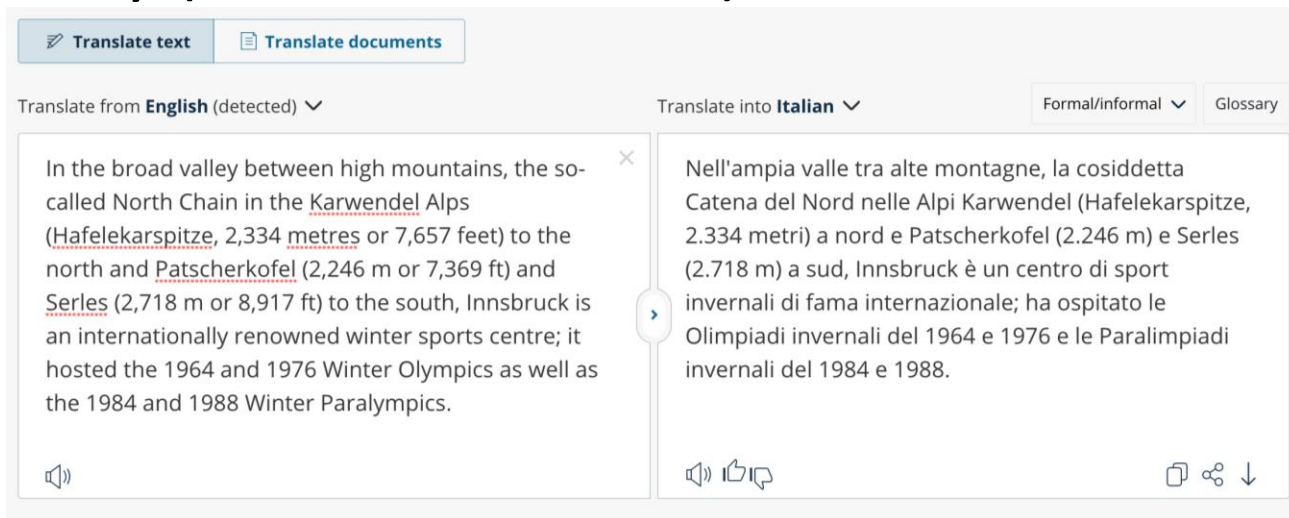 Translate text
Translate documents
Translate from English (detected)
Translate into Italian
Formal/informal
Glossary
In the broad valley between high mountains, the so-
called North Chain in the Karwendel Alps
(Hafelekarspitze, 2,334 metres or 7,657 feet) to the
north and Patscherkofel (2,246 m or 7,369 ft) and
Serles (2,718 m or 8,917 ft) to the south, Innsbruck is
an internationally renowned winter sports centre; it
hosted the 1964 and 1976 Winter Olympics as well as
the 1984 and 1988 Winter Paralympics.
Nell'ampia valle tra alte montagne, la cosiddetta
Catena del Nord nelle Alpi Karwendel (Hafelekarspitze,
2.334 metri) a nord e Patscherkofel (2.246 m) e Serles
(2.718 m) a sud, Innsbruck è un centro di sport
invernali di fama internazionale; ha ospitato le
Olimpiadi invernali del 1964 e 1976 e le Paralimpiadi
invernali del 1984 e 1988.